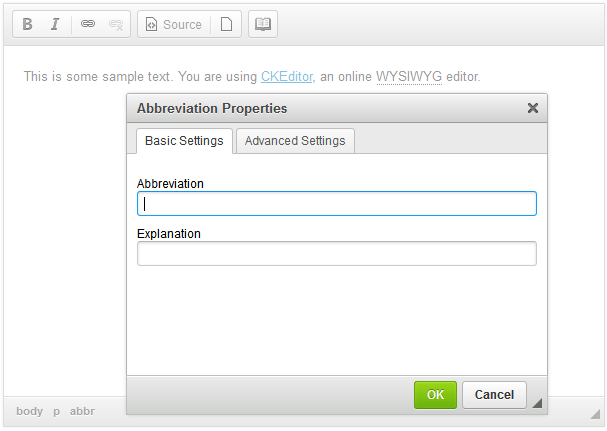 B I Source
This is some sample text. You are using CKEditor, an online WYSIWYG editor.
Abbreviation Properties
Basic Settings Advanced Settings
Abbreviation
Explanation
OK Cancel
body p abbr